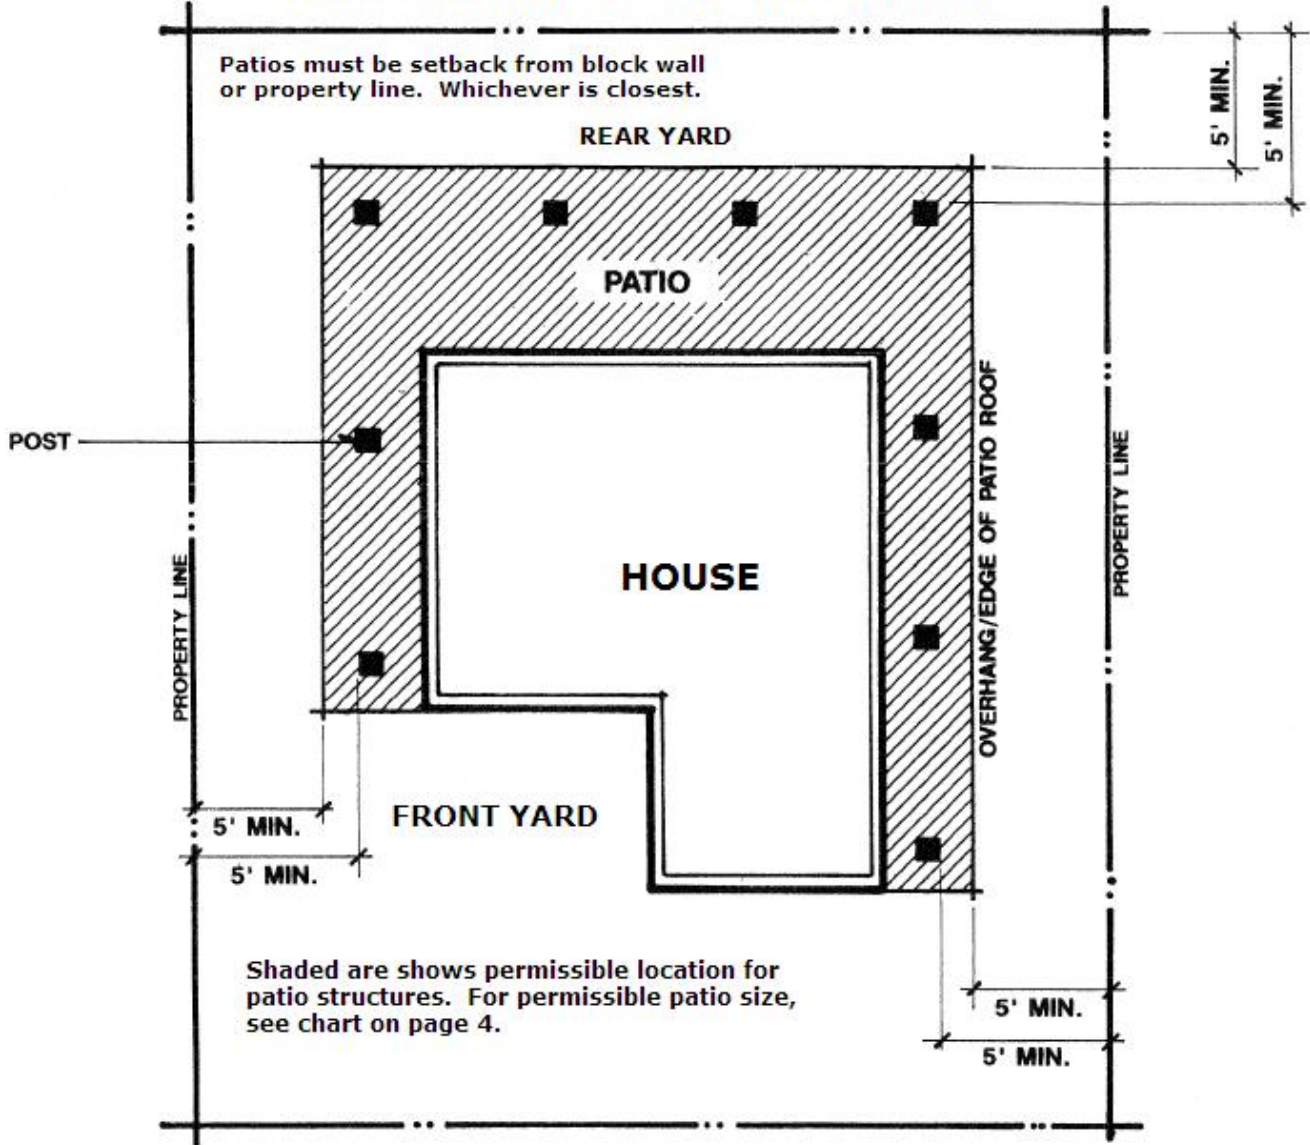 Patios must be setback from block wall
or property line.  Whichever is closest.
REAR YARD
5' MIN.
5' MIN.
PATIO
POST
HOUSE
OVERHANG/EDGE OF PATIO ROOF
PROPERTY LINE
PROPERTY LINE
5' MIN.
FRONT YARD
5' MIN.
Shaded are shows permissible location for
patio structures.  For permissible patio size,
see chart on page 4.
5' MIN.
5' MIN.